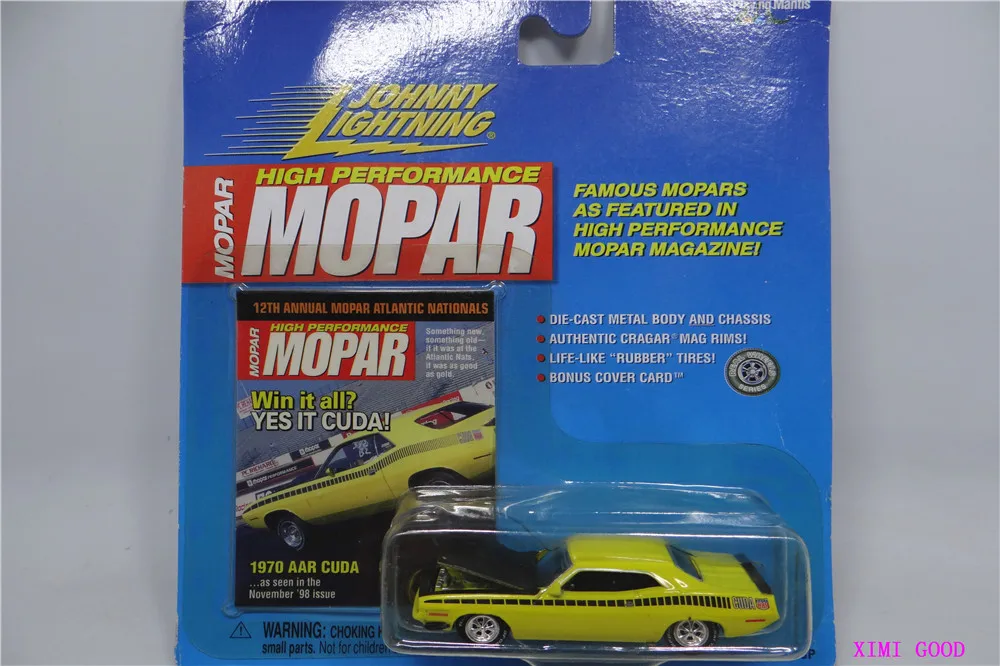 Playing Mantis
JOHNNY
LIGHTNING®
HIGH PERFORMANCE
MOPAR
MOPAR
FAMOUS MOPARS
AS FEATURED IN
HIGH PERFORMANCE
MOPAR MAGAZINE!
• DIE-CAST METAL BODY AND CHASSIS
• AUTHENTIC CRAGAR® MAG RIMS!
• LIFE-LIKE “RUBBER” TIRES!
• BONUS COVER CARD™
SERIES
12TH ANNUAL MOPAR ATLANTIC NATIONALS
HIGH PERFORMANCE
MOPAR
MOPAR
Something new,
something old—
it it was at the
Atlantic Nats,
it was as good
as gold.
Win it all?
YES IT CUDA!
1970 AAR CUDA
...as seen in the
November '98 issue
CUDA
WARNING: CHOKING
small parts. Not for children
XIMI GOOD